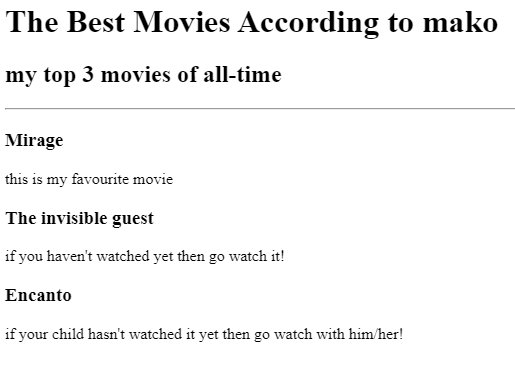 The Best Movies According to mako
my top 3 movies of all-time
Mirage
this is my favourite movie
The invisible guest
if you haven't watched yet then go watch it!
Encanto
if your child hasn't watched it yet then go watch with him/her!